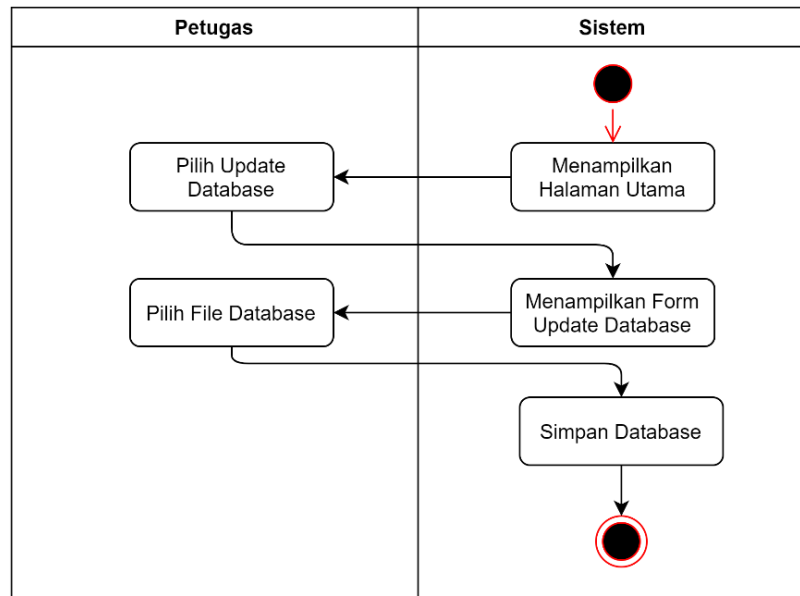 Petugas
Sistem
Menampilkan
Halaman Utama
Pilih Update
Database
Menampilkan Form
Update Database
Pilih File Database
Simpan Database